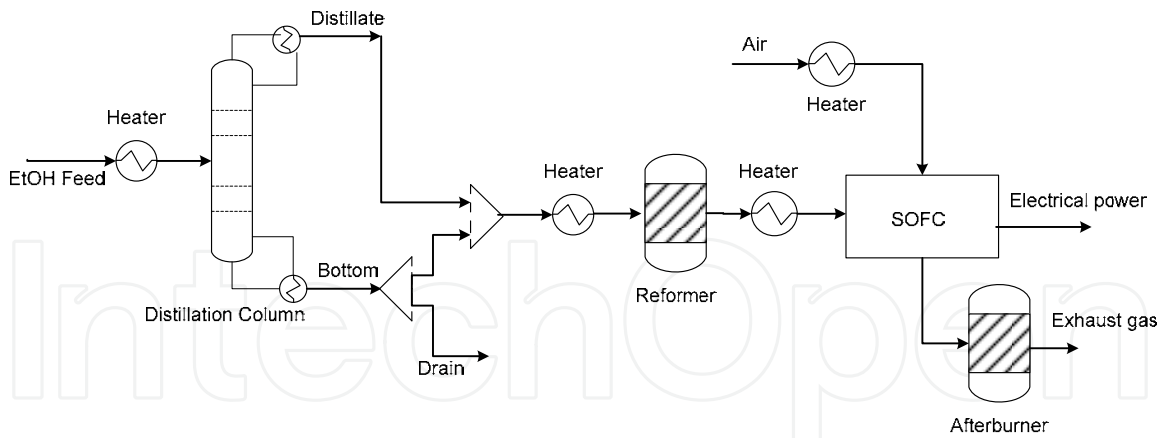 Distillate
Air
Heater
Heater
EtOH Feed
Heater
Heater
SOFC
Electrical power
Bottom
Reformer
Distillation Column
Drain
Exhaust gas
Afterburner
IntechOpen